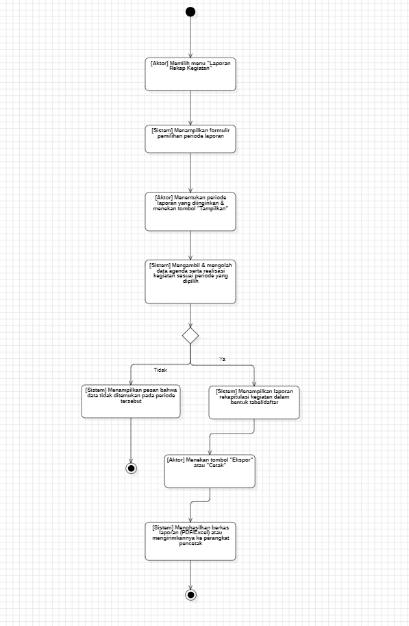 [Aktor] Memilih menu "Laporan
Rekap Kegiatan"
[Sistem] Menampilkan formulir
pemilihan periode laporan
[Aktor] Menentukan periode
laporan yang diinginkan &
menekan tombol "Tampilkan"
[Sistem] Mengambil & mengolah
data agenda serta realisasi
kegiatan sesuai periode yang
dipilih
Tidak
Ya
[Sistem] Menampilkan pesan bahwa
data tidak ditemukan pada periode
tersebut
[Sistem] Menampilkan laporan
rekapitulasi kegiatan dalam
bentuk tabel/daftar
[Aktor] Menekan tombol "Ekspor"
atau "Cetak"
[Sistem] Menghasilkan berkas
laporan (PDF/Excel) atau
mengirimkannya ke perangkat
pencetak